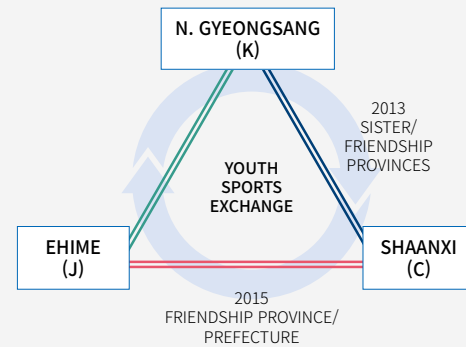 N. GYEONGSANG
(K)
2013
SISTER/
FRIENDSHIP
PROVINCES
YOUTH
SPORTS
EXCHANGE
EHIME
(J)
SHAANXI
(C)
2015
FRIENDSHIP PROVINCE/
PREFECTURE